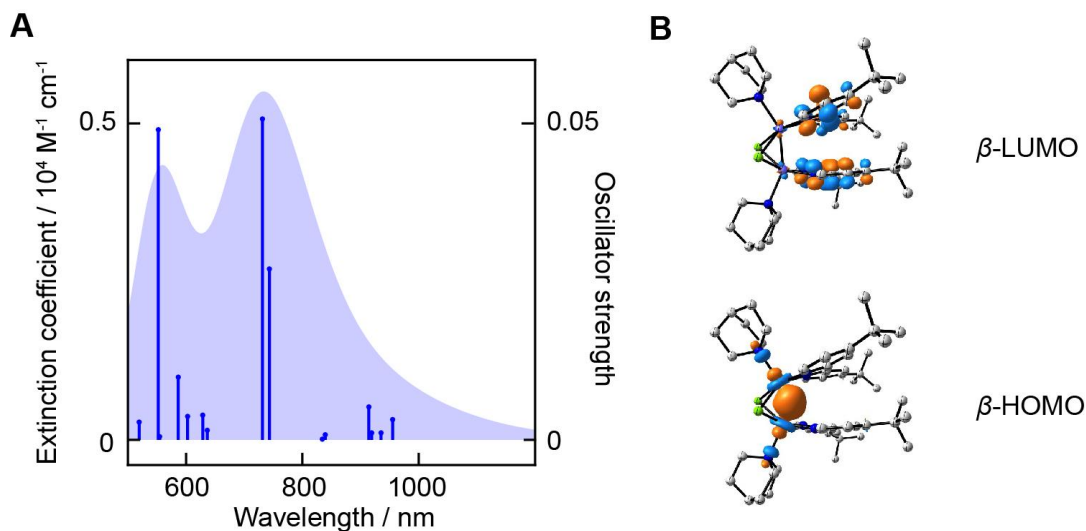 A
B
Extinction coefficient / 10⁴ M⁻¹ cm⁻¹
0.5
0
0.05
0
Oscillator strength
600
800
1000
Wavelength / nm
β-LUMO
β-HOMO